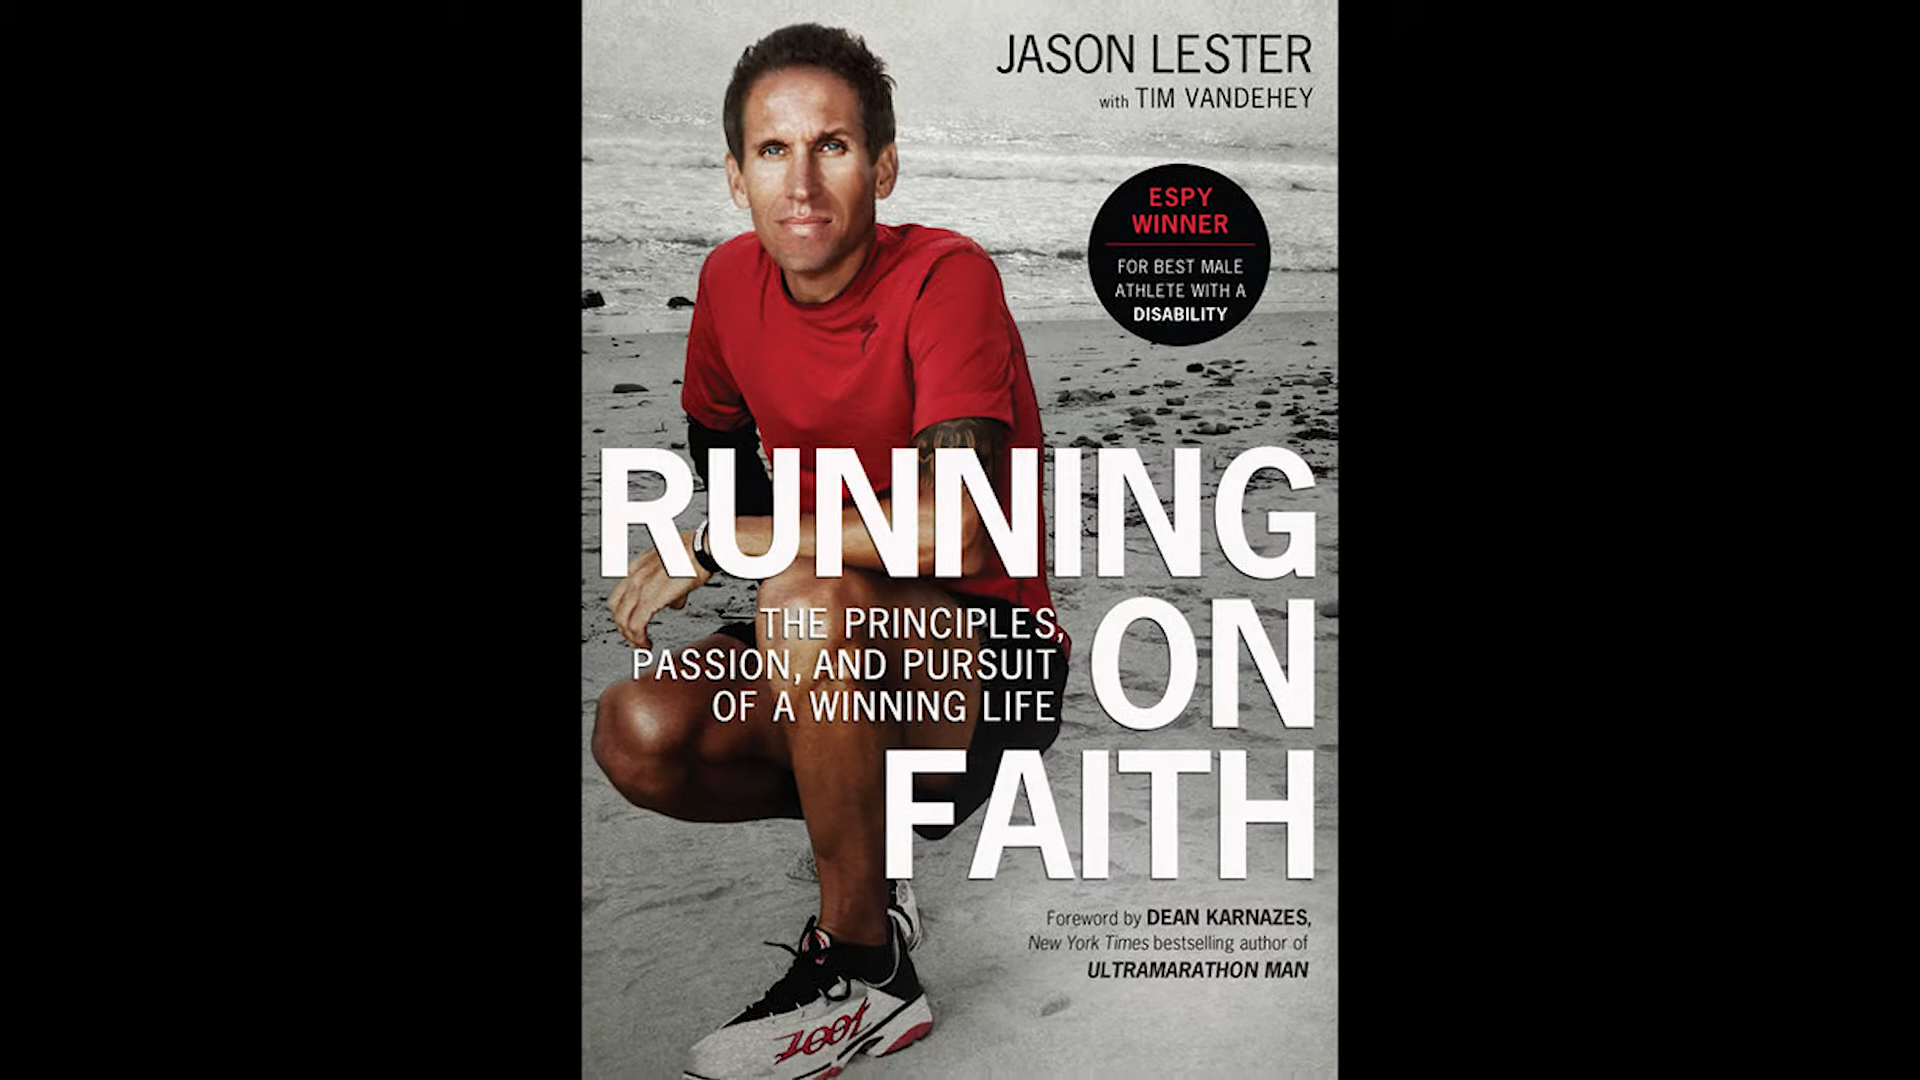 JASON LESTER
with TIM VANDEHEY
ESPY
WINNER
FOR BEST MALE
ATHLETE WITH A
DISABILITY
RUNNING
ON
FAITH
THE PRINCIPLES,
PASSION, AND PURSUIT
OF A WINNING LIFE
Foreword by DEAN KARNAZES,
New York Times bestselling author of
ULTRAMARATHON MAN
ZOOT